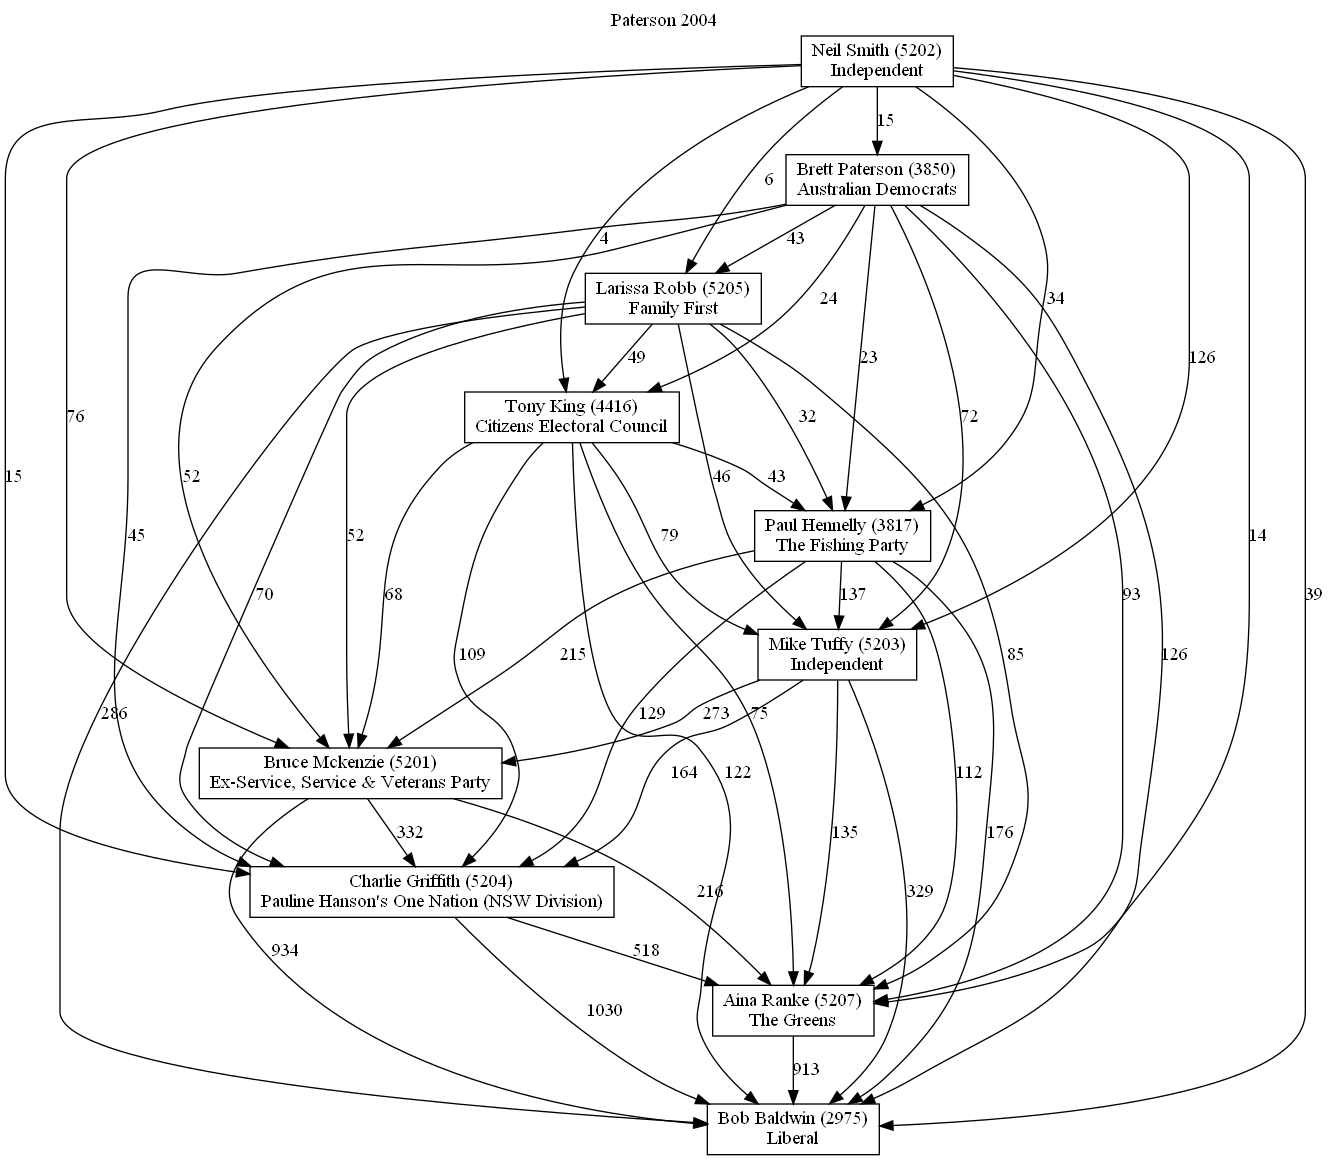 Paterson 2004
Neil Smith (5202)
Independent
15
Brett Paterson (3850)
Australian Democrats
6
4
43
Larissa Robb (5205)
Family First
24
34
49
23
126
76
32
72
Tony King (4416)
Citizens Electoral Council
15
52
46
43
Paul Hennelly (3817)
The Fishing Party
45
52
79
14
70
68
137
93
39
Mike Tuffy (5203)
Independent
109
215
85
126
286
129
273
75
Bruce Mckenzie (5201)
Ex-Service, Service & Veterans Party
164
122
112
332
135
176
Charlie Griffith (5204)
Pauline Hanson's One Nation (NSW Division)
216
329
934
518
Aina Ranke (5207)
The Greens
1030
913
Bob Baldwin (2975)
Liberal